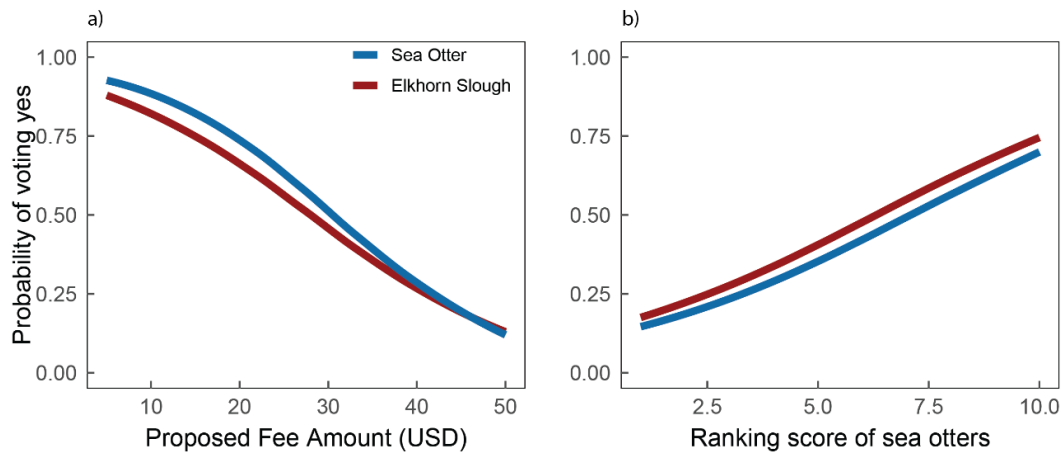 a)
Probability of voting yes
1.00
0.75
0.50
0.25
0.00
Sea Otter
Elkhorn Slough
10 20 30 40 50
Proposed Fee Amount (USD)
b)
1.00
0.75
0.50
0.25
0.00
2.5 5.0 7.5 10.0
Ranking score of sea otters